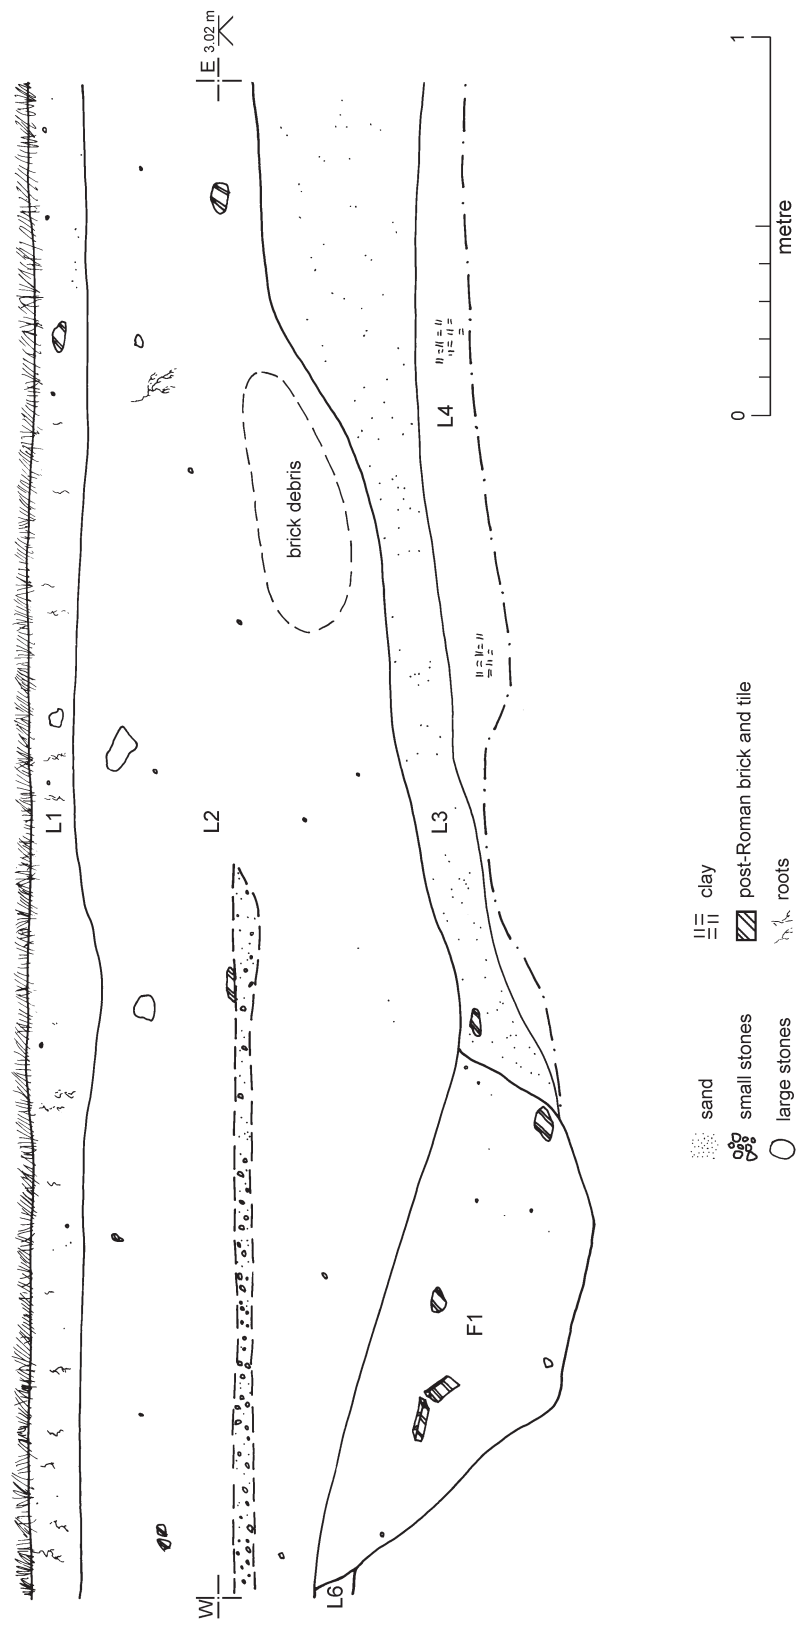 W
E 3.02 m
L1
L2
brick debris
L3
L4
F1
L6
0
1
metre
sand
clay
small stones
post-Roman brick and tile
large stones
roots